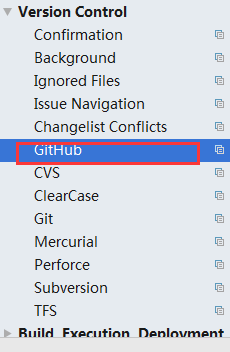 Version Control
Confirmation
Background
Ignored Files
Issue Navigation
Changelist Conflicts
GitHub
CVS
ClearCase
Git
Mercurial
Perforce
Subversion
TFS
Build, Execution, Deployment